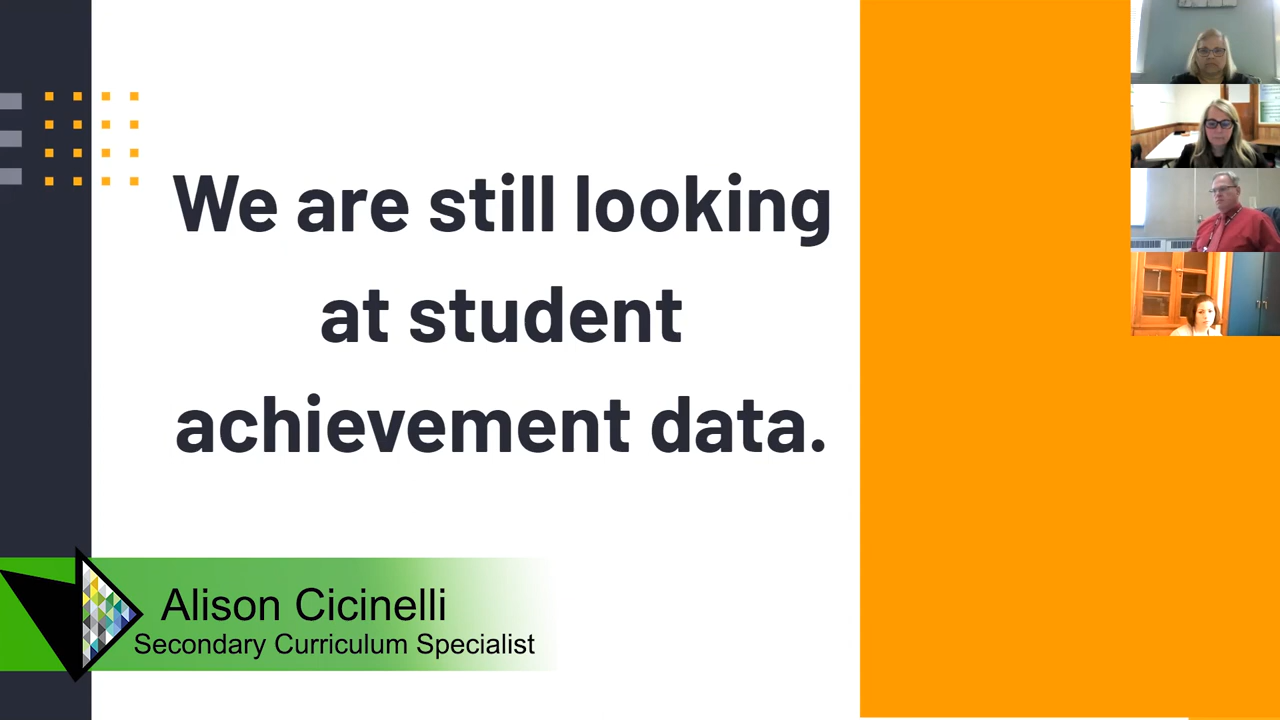 We are still looking
at student
achievement data.
Alison Cicinelli
Secondary Curriculum Specialist